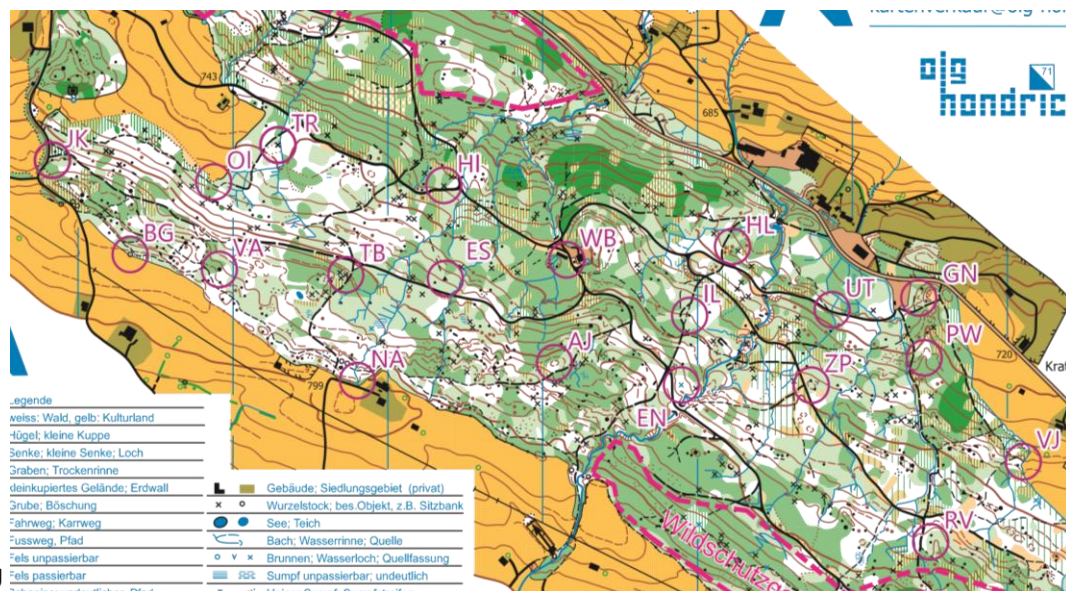 olg
71
hondric
743
685
TR
JK
OI
HI
BG
VA
TB
ES
WB
HL
GN
UT
IL
PW
AJ
ZP
NA
799
720
EN
VJ
RV
Wildschutzge
Legende
weiss: Wald, gelb: Kulturland
Hügel; kleine Kuppe
Senke; kleine Senke; Loch
Graben; Trockenrinne
kleinkupiertes Gelände; Erdwall
Grube; Böschung
Fahrweg; Karrweg
Fussweg, Pfad
Fels unpassierbar
Fels passierbar
Gebäude; Siedlungsgebiet (privat)
Wurzelstock; bes.Objekt, z.B. Sitzbank
See; Teich
Bach; Wasserrinne; Quelle
Brunnen; Wasserloch; Quellfassung
Sumpf unpassierbar; undeutlich